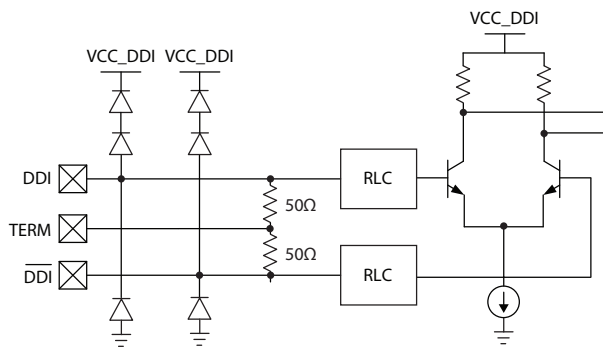 VCC_DDI
VCC_DDI VCC_DDI
DDI
RLC
50Ω
TERM
50Ω
DDI
RLC